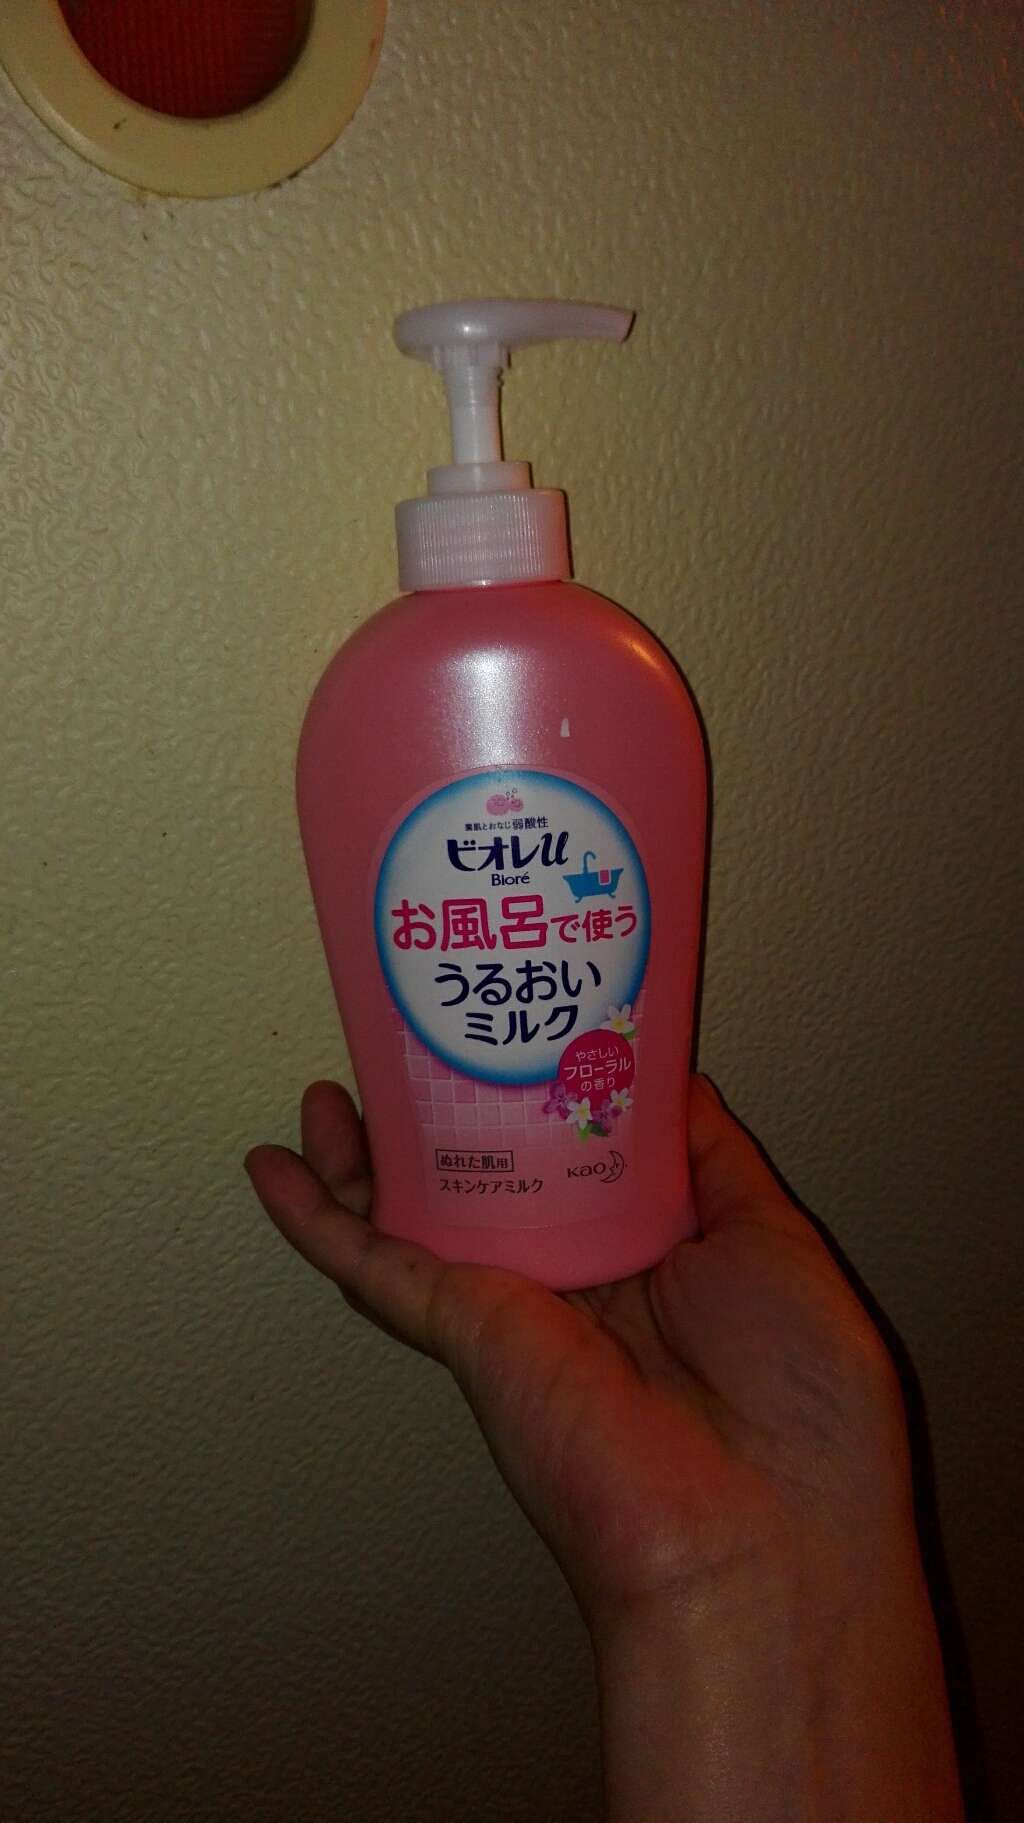 素肌とおなじ弱酸性
ビオレu
Bioré
お風呂で使う
うるおい
ミルク
やさしい
フローラル
の香り
ぬれた肌用
スキンケアミルク
Kao